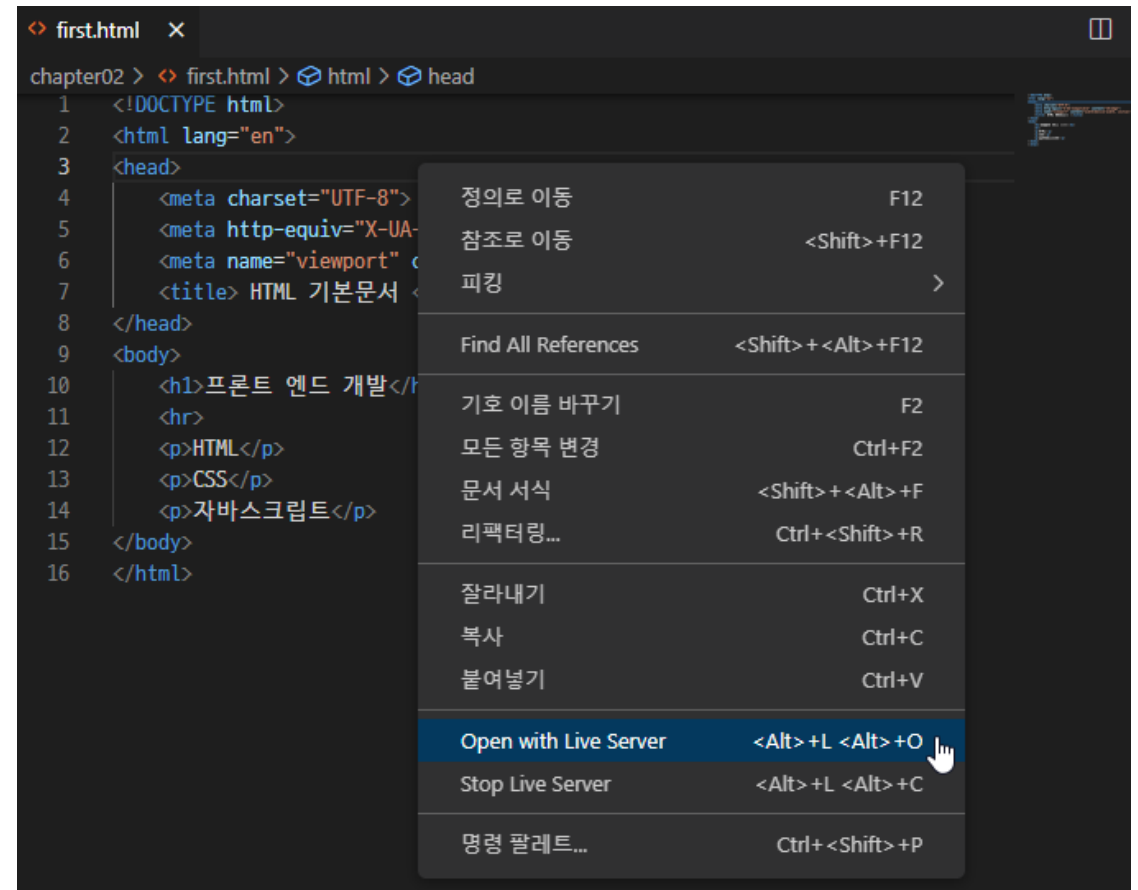 first.html
chapter02 > first.html > html > head
1 <!DOCTYPE html>
2 <html lang="en">
3 <head>
4 <meta charset="UTF-8">
5 <meta http-equiv="X-UA-
6 <meta name="viewport" c
7 <title> HTML 기본문서 <
8 </head>
9 <body>
10 <h1>프론트 엔드 개발</h
11 <hr>
12 <p>HTML</p>
13 <p>CSS</p>
14 <p>자바스크립트</p>
15 </body>
16 </html>
정의로 이동 F12
참조로 이동 <Shift>+F12
피킹 >
Find All References <Shift>+<Alt>+F12
기호 이름 바꾸기 F2
모든 항목 변경 Ctrl+F2
문서 서식 <Shift>+<Alt>+F
리팩터링... Ctrl+<Shift>+R
잘라내기 Ctrl+X
복사 Ctrl+C
붙여넣기 Ctrl+V
Open with Live Server <Alt>+L <Alt>+O
Stop Live Server <Alt>+L <Alt>+C
명령 팔레트... Ctrl+<Shift>+P